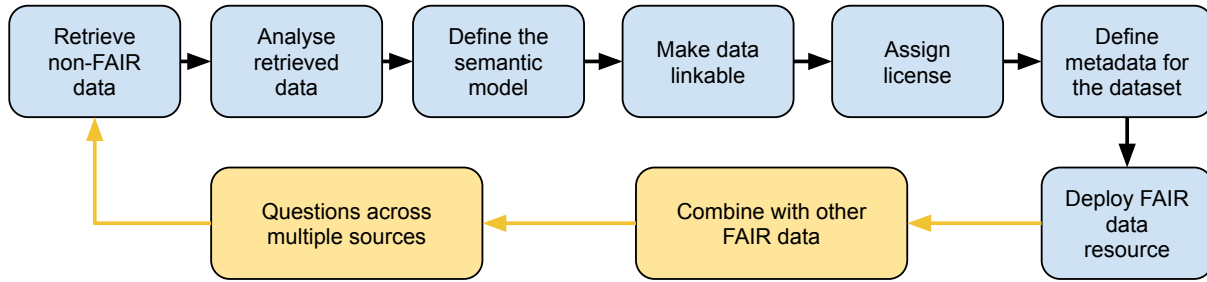 Retrieve
non-FAIR
data
Analyse
retrieved
data
Define the
semantic
model
Make data
linkable
Assign
license
Define
metadata for
the dataset
Questions across
multiple sources
Combine with other
FAIR data
Deploy FAIR
data
resource